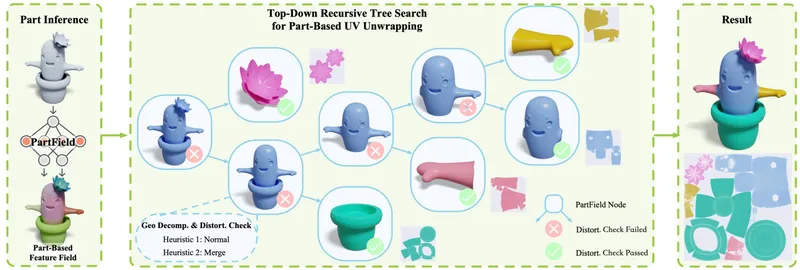 Part Inference
PartField
Part-Based
Feature Field
Top-Down Recursive Tree Search
for Part-Based UV Unwrapping
Geo Decomp. & Distort. Check
Heuristic 1: Normal
Heuristic 2: Merge
PartField Node
Distort. Check Failed
Distort. Check Passed
Result